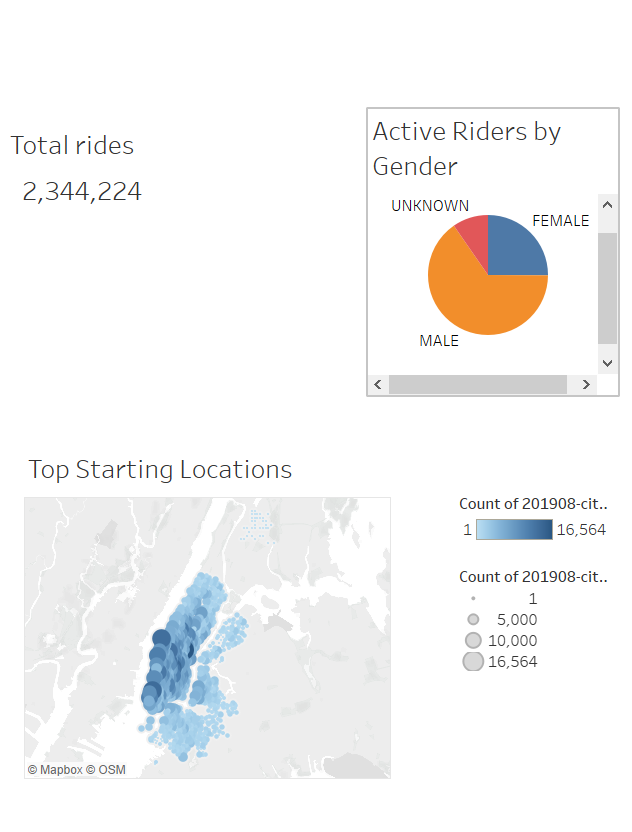 Total rides
2,344,224
Active Riders by
Gender
UNKNOWN
FEMALE
MALE
Top Starting Locations
© Mapbox © OSM
Count of 201908-cit..
1
16,564
Count of 201908-cit..
1
5,000
10,000
16,564